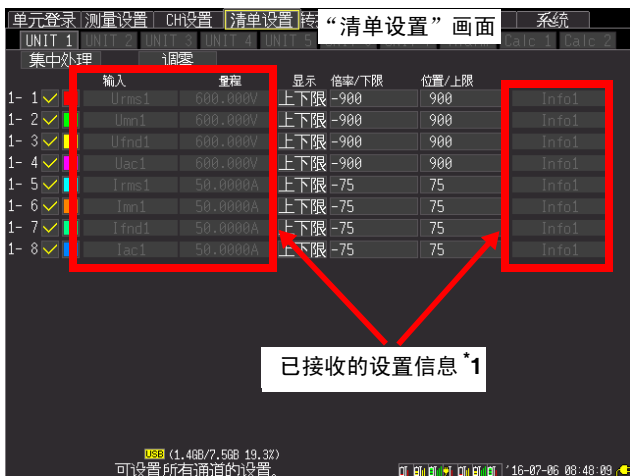 单元登录 测量设置 CH设置 清单设置 转 “清单设置”画面 系统
UNIT 1 UNIT 2 UNIT 3 UNIT 4 UNIT 5 Calc 1 Calc 2
集中处理 调零
输入 量程 显示 倍率/下限 位置/上限
1- 1 Urms1 600.000V 上下限 -900 900 Info1
1- 2 Umn1 600.000V 上下限 -900 900 Info1
1- 3 Ufnd1 600.000V 上下限 -900 900 Info1
1- 4 Uac1 600.000V 上下限 -900 900 Info1
1- 5 Irms1 50.0000A 上下限 -75 75 Info1
1- 6 Imn1 50.0000A 上下限 -75 75 Info1
1- 7 Ifnd1 50.0000A 上下限 -75 75 Info1
1- 8 Iac1 50.0000A 上下限 -75 75 Info1
已接收的设置信息 *1
USB (1.4GB/7.5GB 19.3%)
可设置所有通道的设置。 '16-07-06 08:48:09